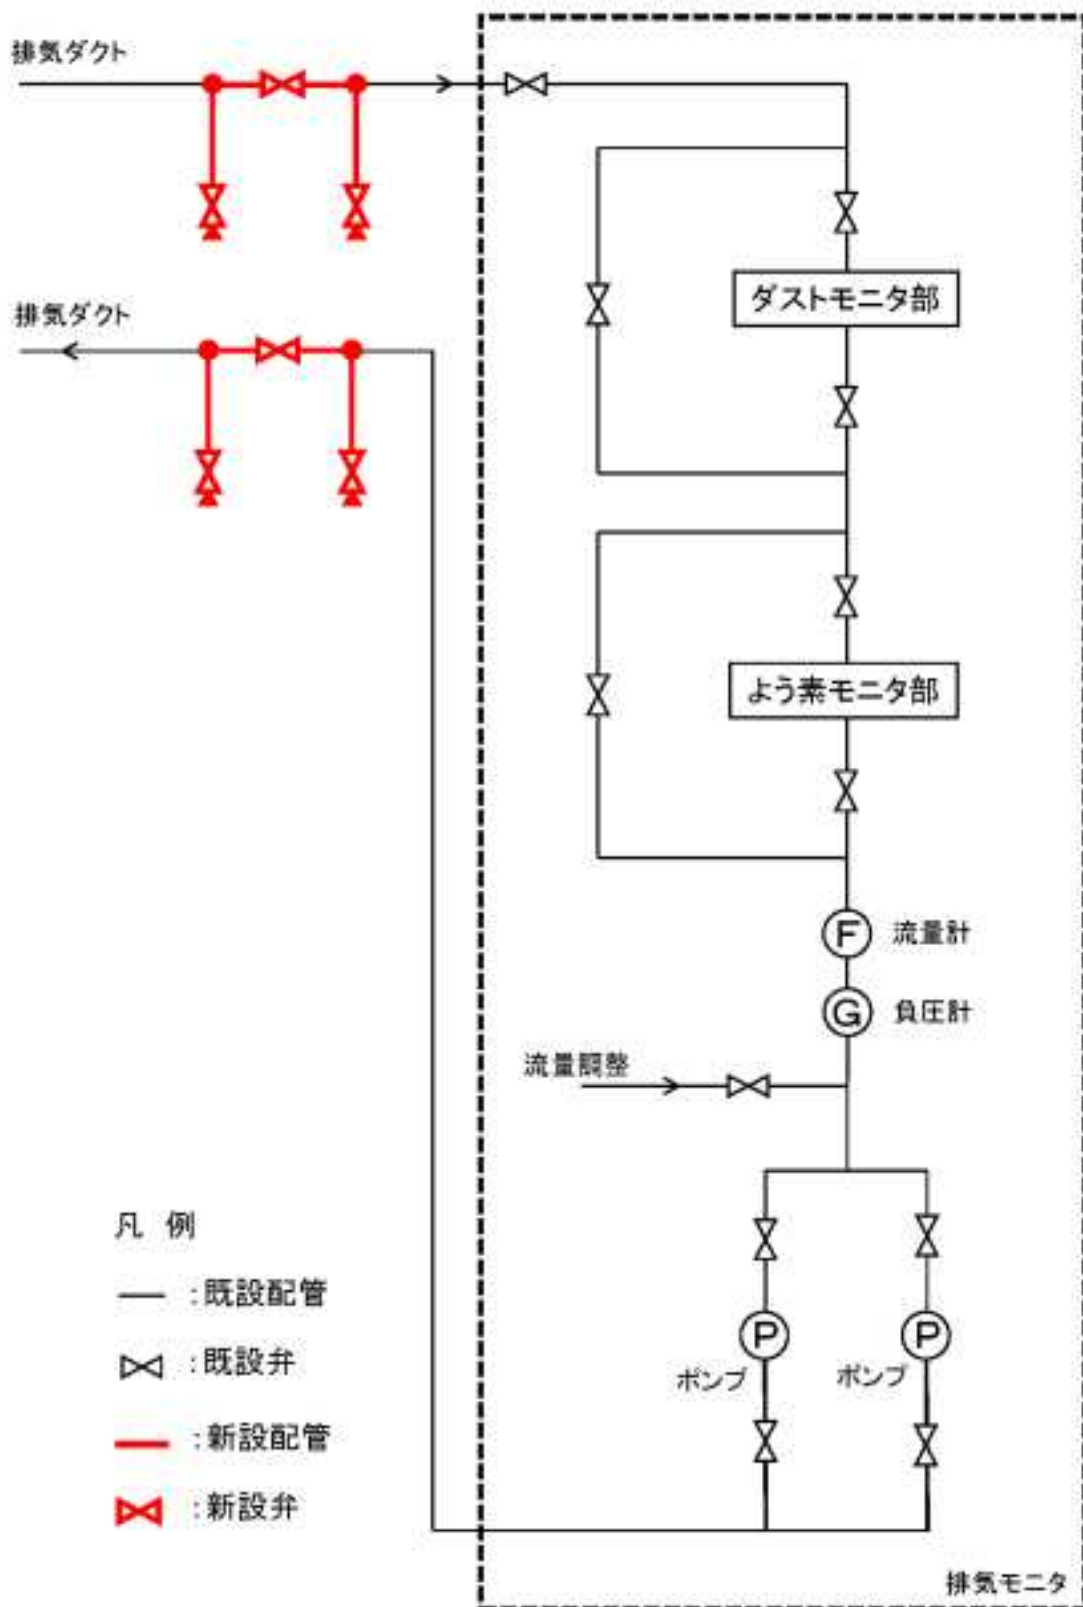 排気ダクト
排気ダクト
ダストモニタ部
よう素モニタ部
F 流量計
G 負圧計
流量調整
P
ポンプ
P
ポンプ
凡 例
:既設配管
:既設弁
:新設配管
:新設弁
排気モニタ